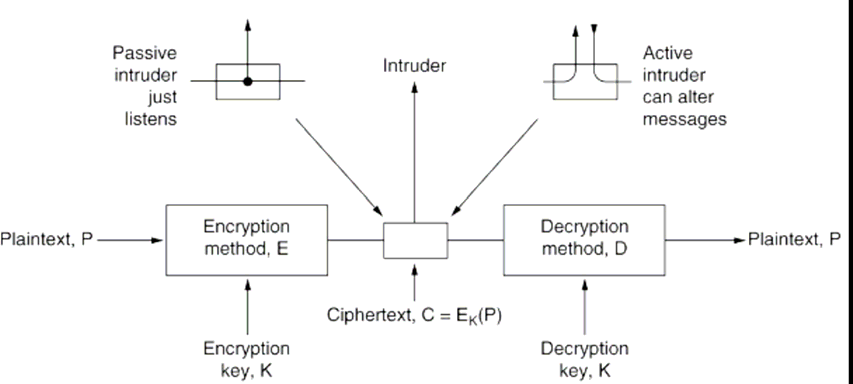 Passive
intruder
just
listens
Intruder
Active
intruder
can alter
messages
Plaintext, P
Encryption
method, E
Decryption
method, D
Plaintext, P
Ciphertext, C = E_K(P)
Encryption
key, K
Decryption
key, K